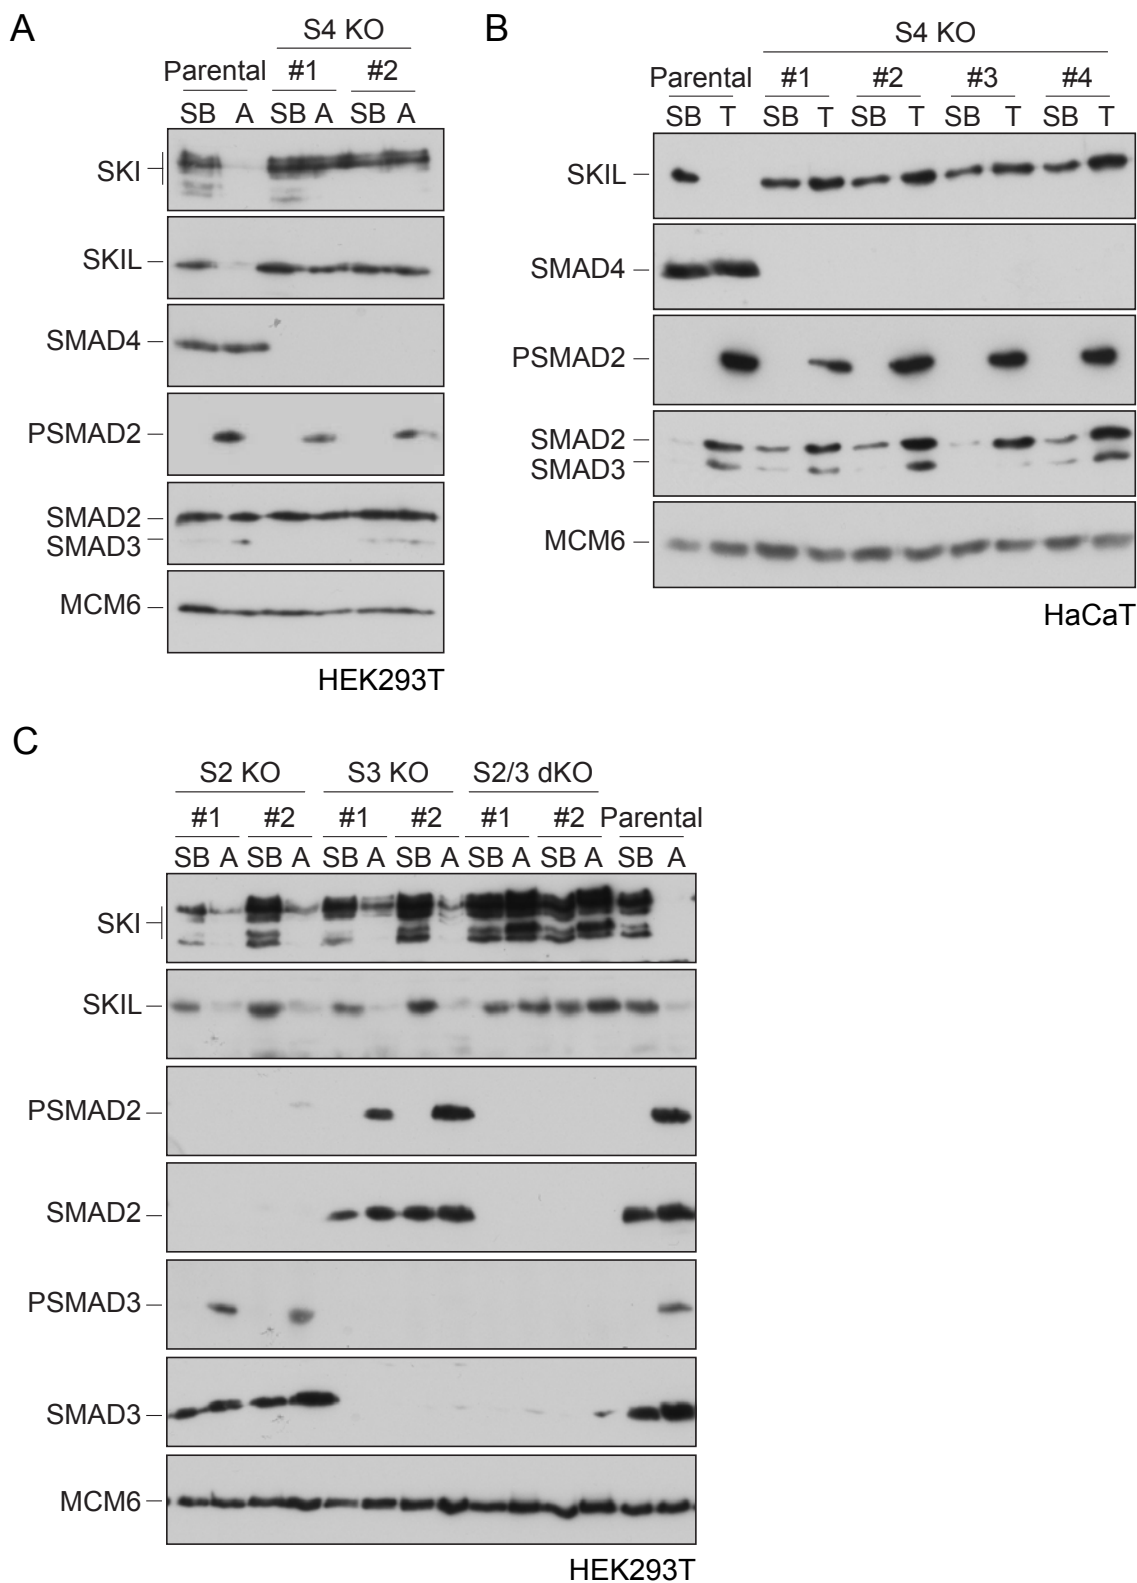 A
S4 KO
Parental #1 #2
SB A SB A SB A
SKI
SKIL
SMAD4
PSMAD2
SMAD2
SMAD3
MCM6
HEK293T
B
S4 KO
Parental #1 #2 #3 #4
SB T SB T SB T SB T SB T
SKIL
SMAD4
PSMAD2
SMAD2
SMAD3
MCM6
HaCaT
C
S2 KO S3 KO S2/3 dKO
#1 #2 #1 #2 #1 #2 Parental
SB A SB A SB A SB A SB A SB A SB A
SKI
SKIL
PSMAD2
SMAD2
PSMAD3
SMAD3
MCM6
HEK293T